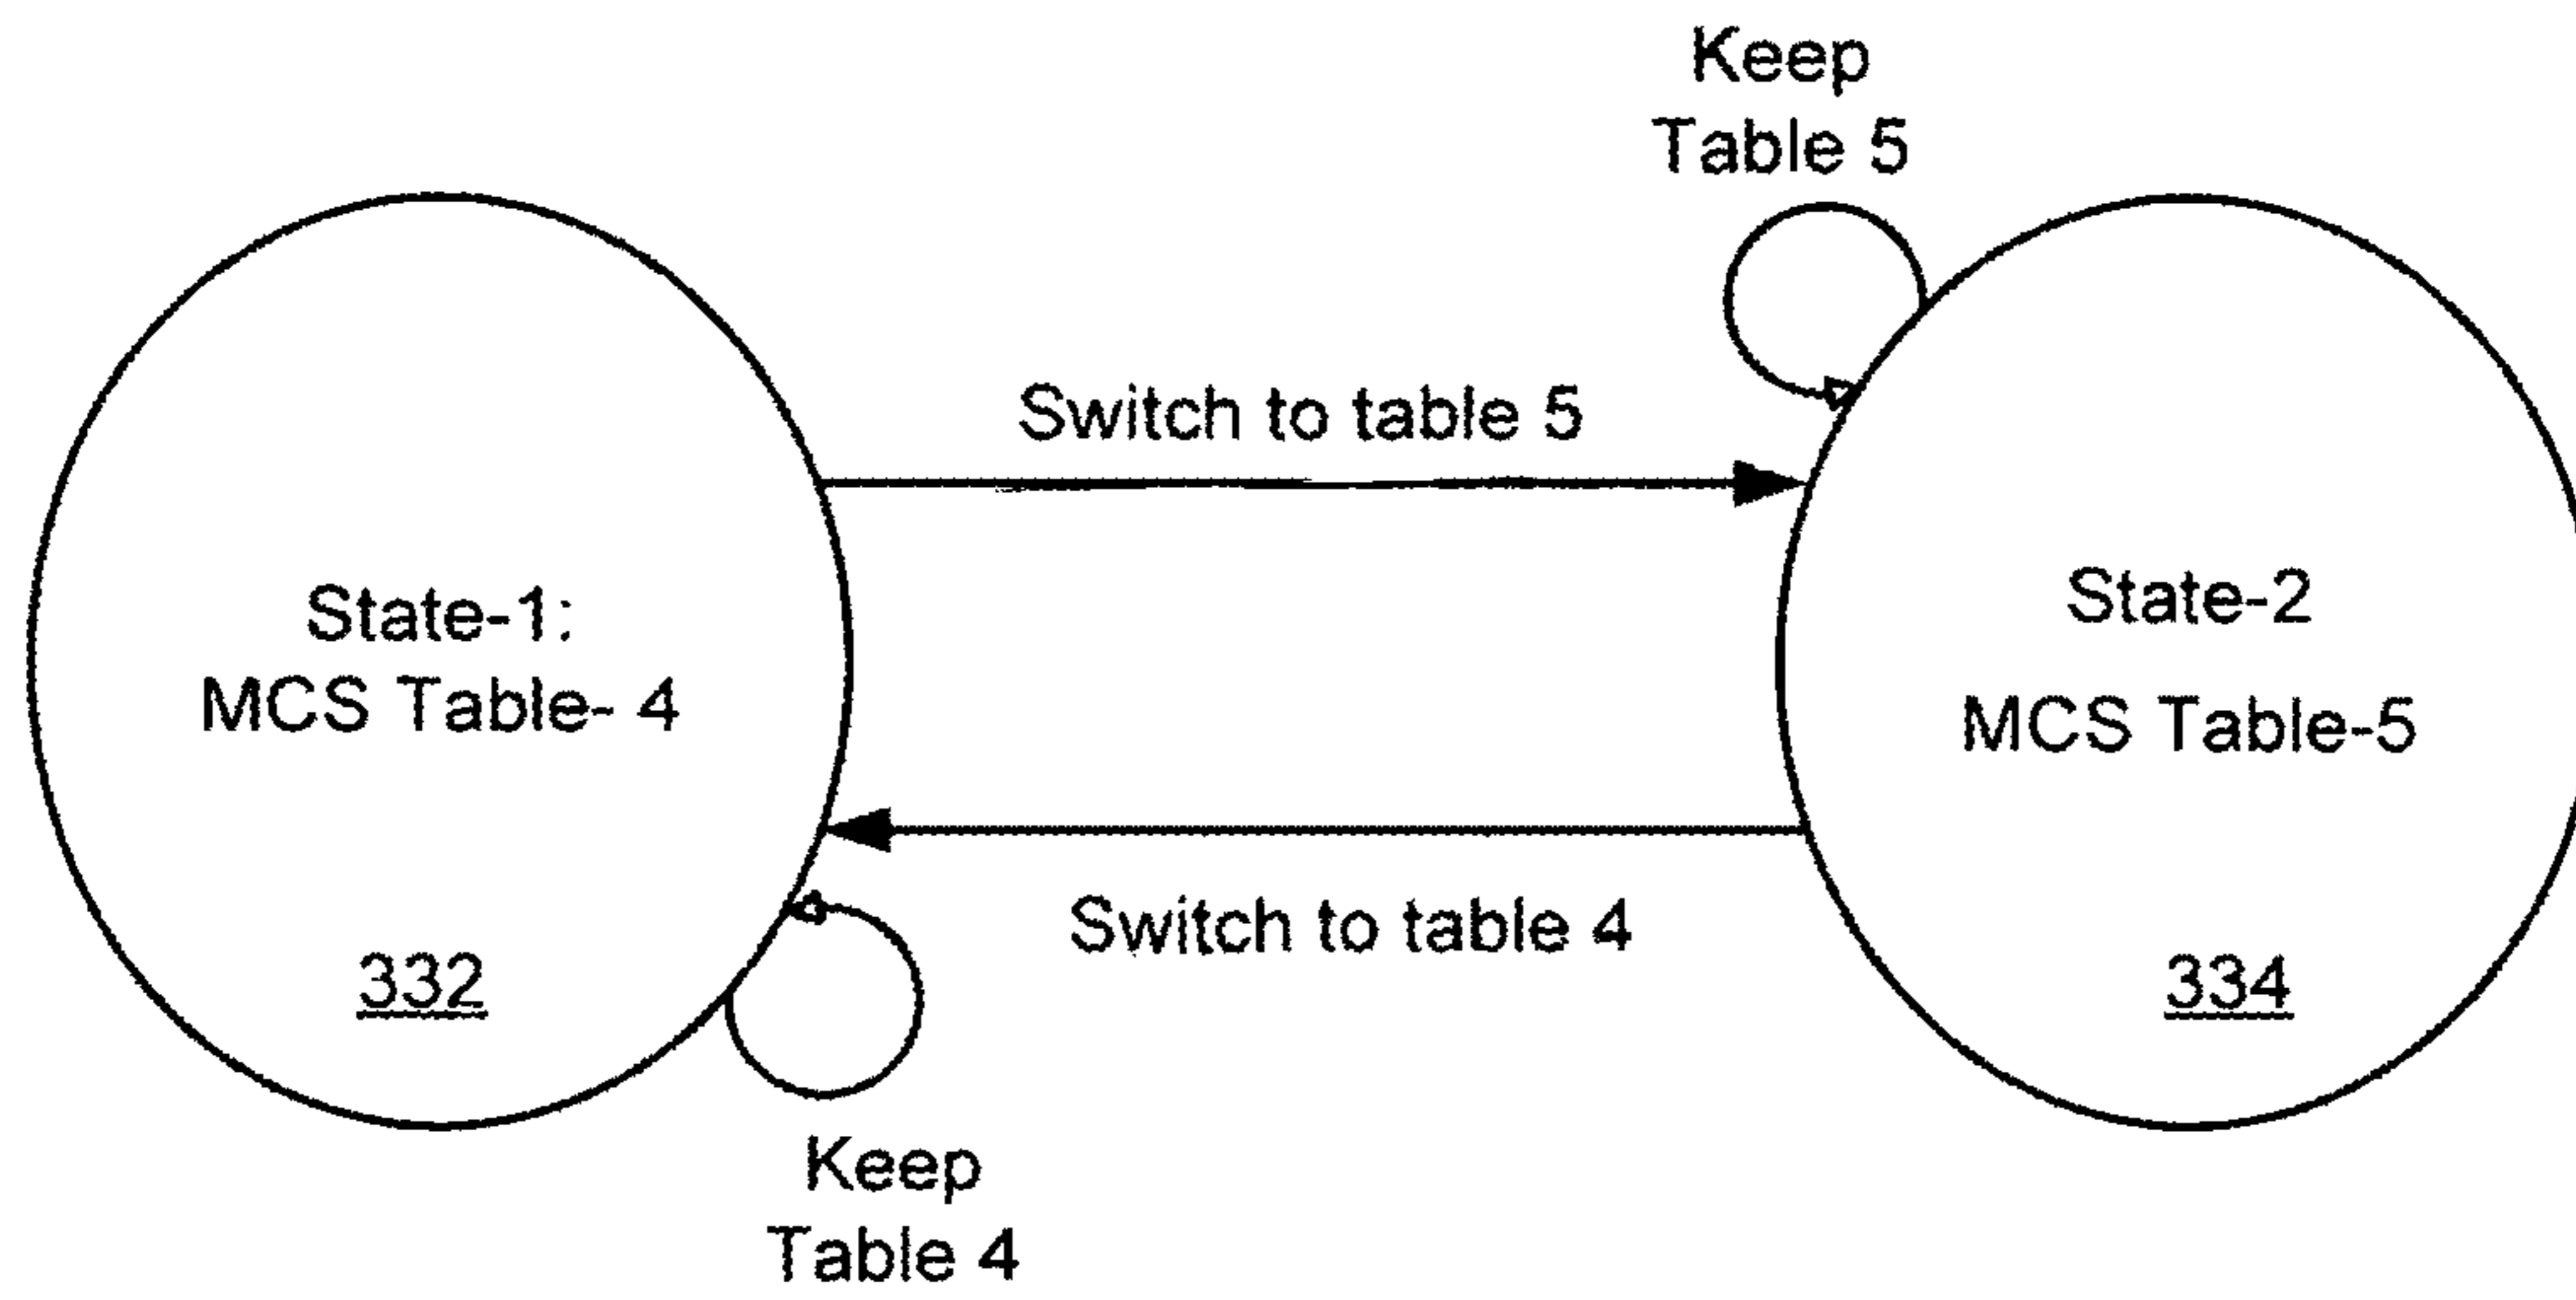 Keep
Table 5
Switch to table 5
State-1:
MCS Table- 4
State-2
MCS Table-5
Switch to table 4
332
334
Keep
Table 4